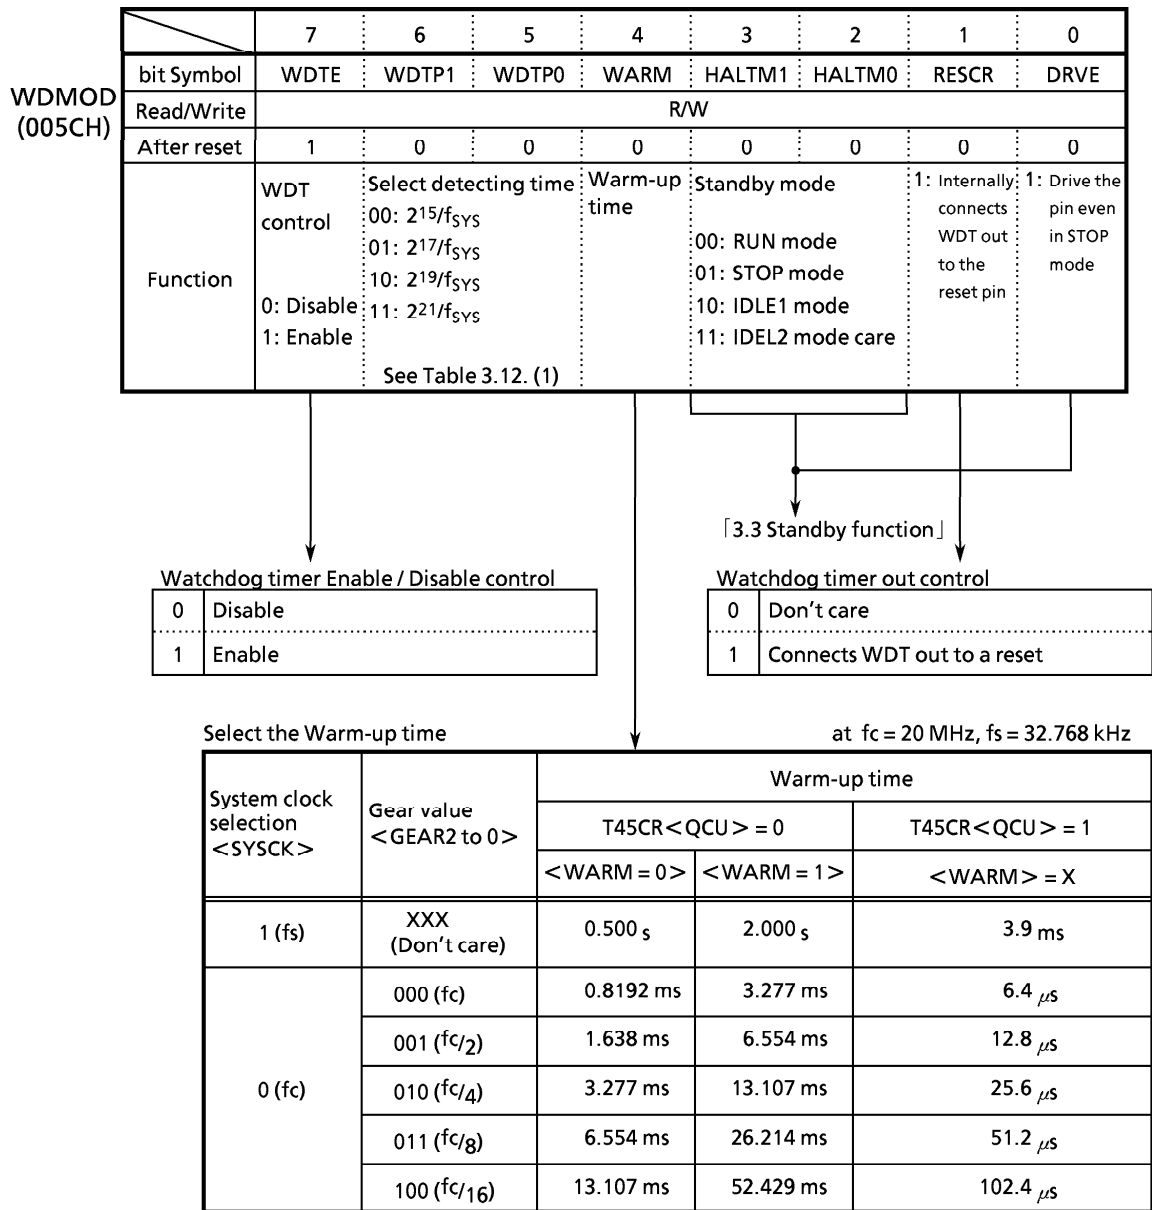 7 6 5 4 3 2 1 0
WDMOD
(005CH)
bit Symbol WDTE WDTP1 WDTP0 WARM HALTM1 HALTM0 RESCR DRVE
Read/Write R/W
After reset 1 0 0 0 0 0 0 0
Function
WDT
control
0: Disable
1: Enable
Select detecting time
00: 2¹⁵/fSYS
01: 2¹⁷/fSYS
10: 2¹⁹/fSYS
11: 2²¹/fSYS
See Table 3.12. (1)
Warm-up
time
Standby mode
00: RUN mode
01: STOP mode
10: IDLE1 mode
11: IDEL2 mode care
1: Internally
connects
WDT out
to the
reset pin
1: Drive the
pin even
in STOP
mode
「3.3 Standby function」
Watchdog timer Enable / Disable control
0 Disable
1 Enable
Watchdog timer out control
0 Don't care
1 Connects WDT out to a reset
Select the Warm-up time at fc = 20 MHz, fs = 32.768 kHz
System clock
selection
<SYSCK>
Gear value
<GEAR2 to 0>
Warm-up time
T45CR<QCU> = 0 T45CR<QCU> = 1
<WARM = 0> <WARM = 1> <WARM> = X
1 (fs) XXX
(Don't care) 0.500 s 2.000 s 3.9 ms
0 (fc)
000 (fc) 0.8192 ms 3.277 ms 6.4 μs
001 (fc/2) 1.638 ms 6.554 ms 12.8 μs
010 (fc/4) 3.277 ms 13.107 ms 25.6 μs
011 (fc/8) 6.554 ms 26.214 ms 51.2 μs
100 (fc/16) 13.107 ms 52.429 ms 102.4 μs